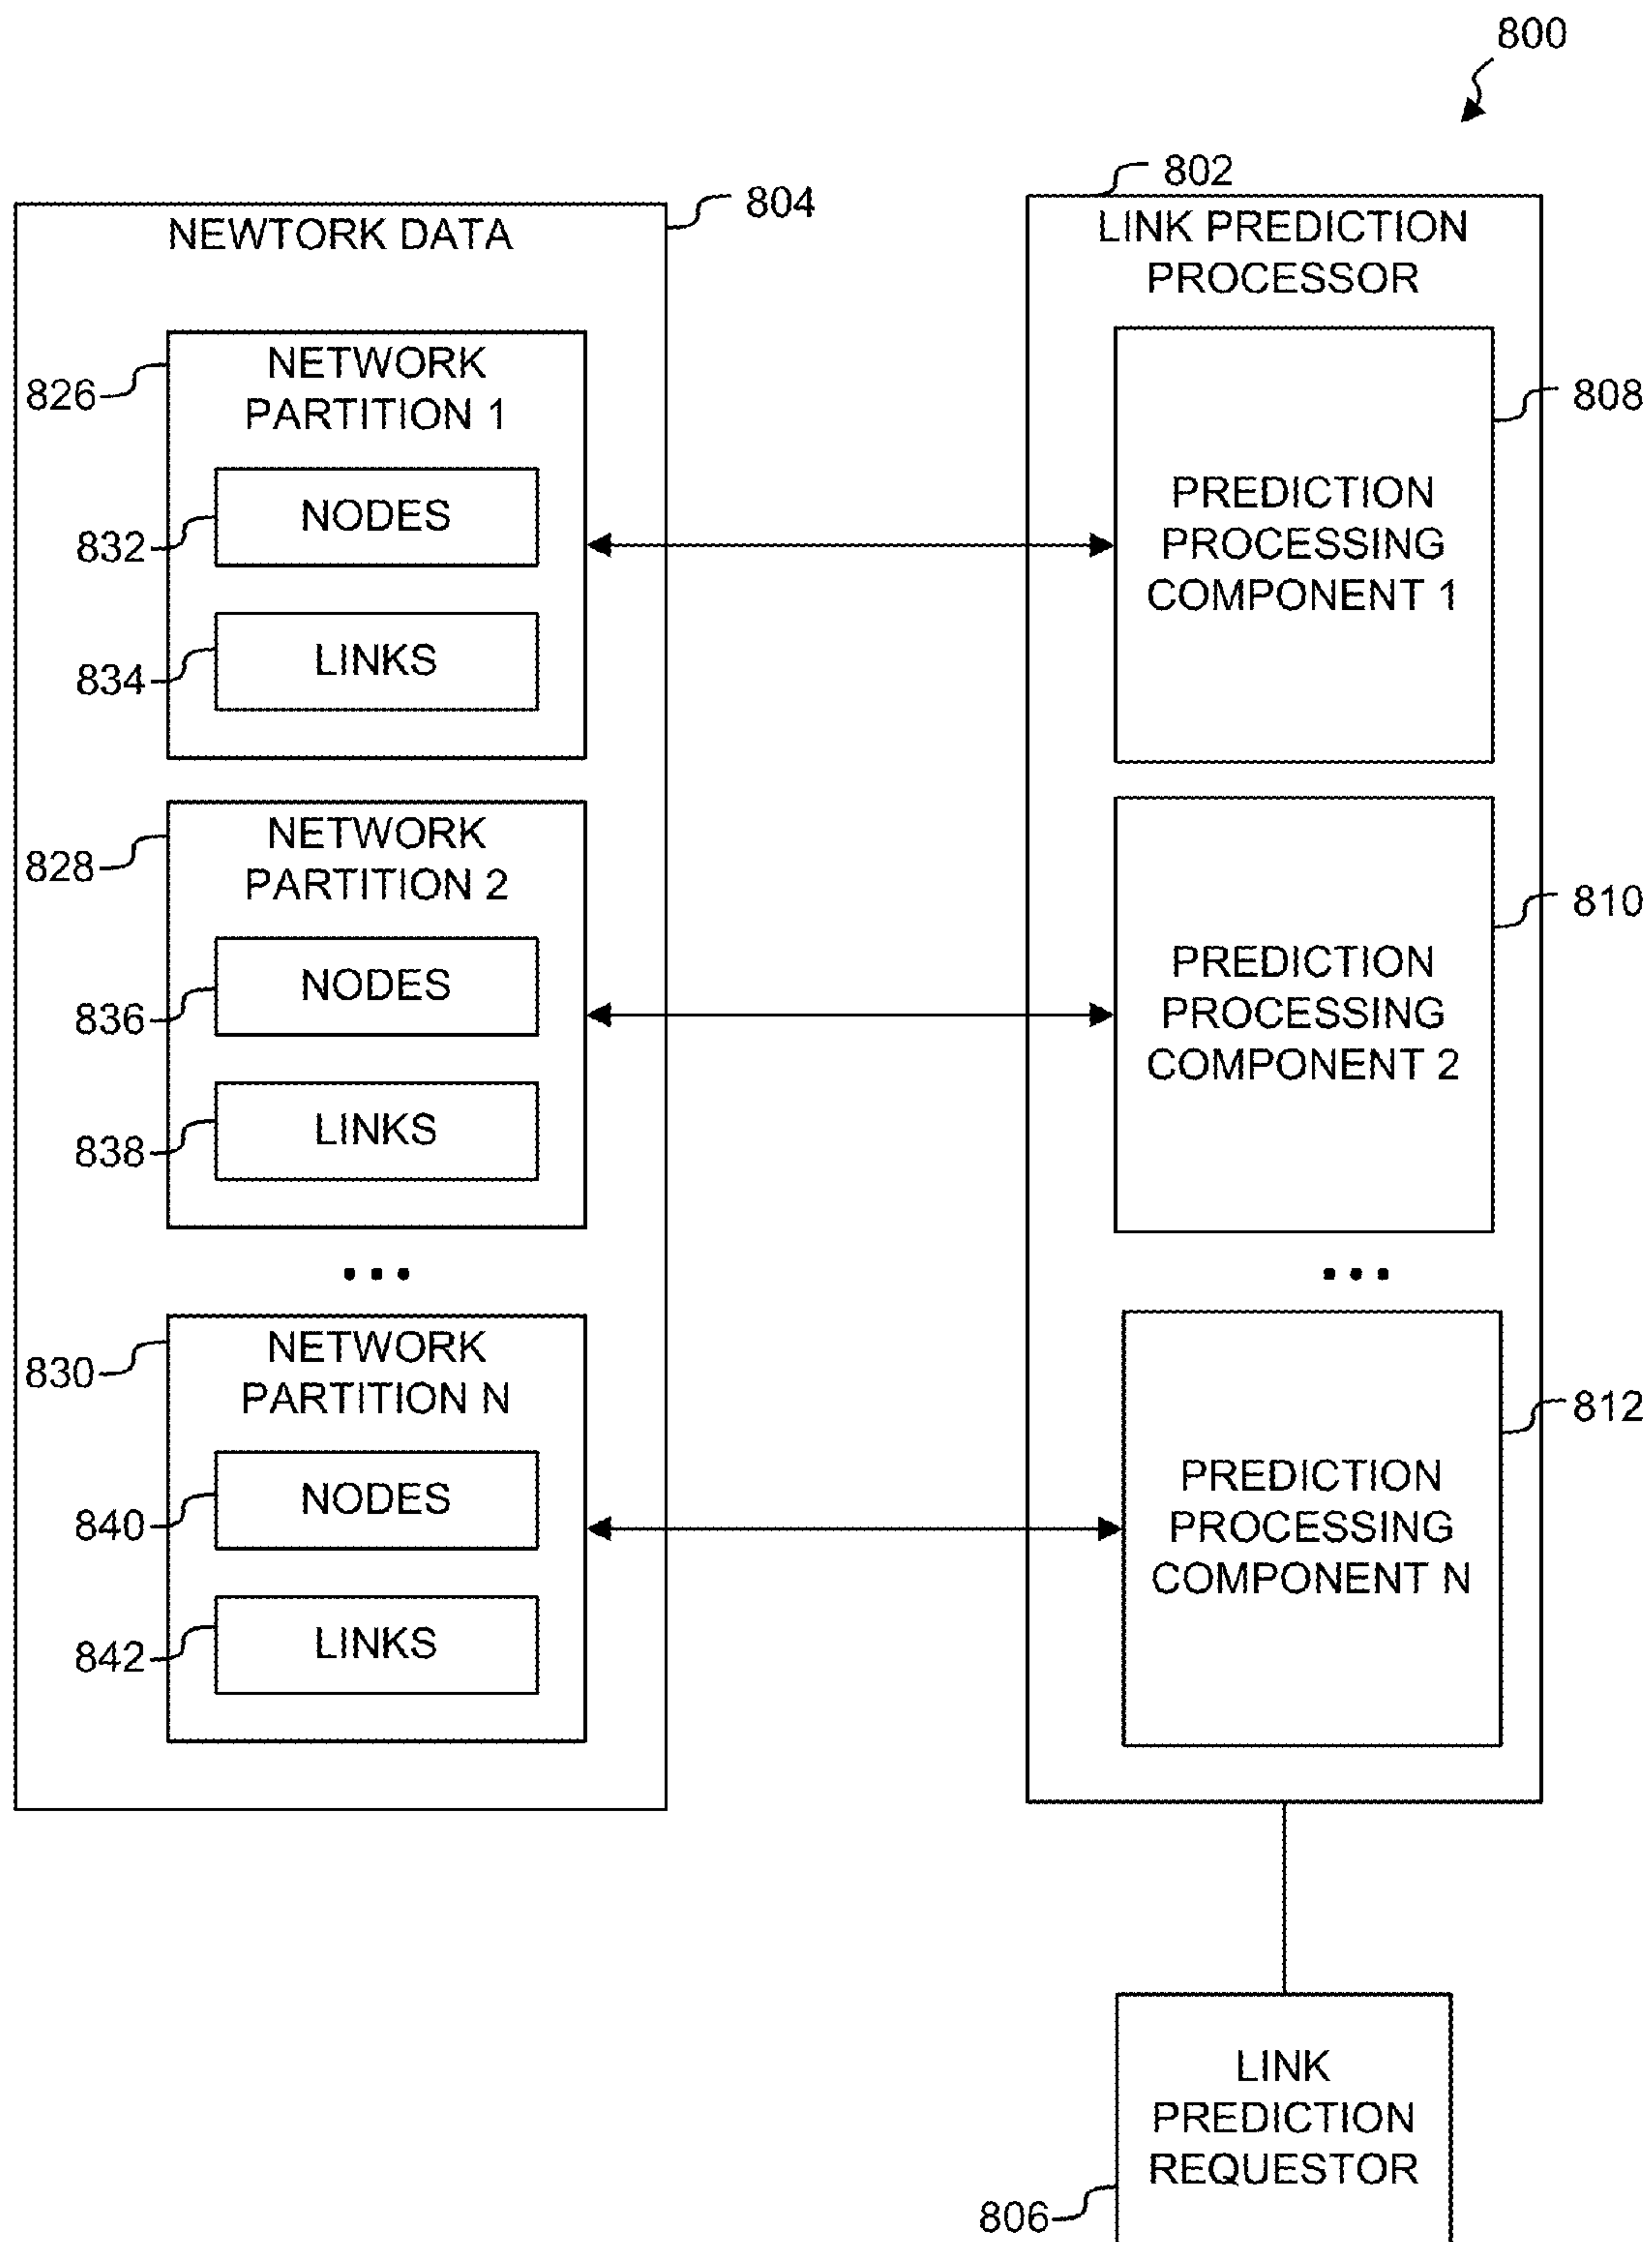 800
802
804
NEWTORK DATA
LINK PREDICTION
PROCESSOR
826
NETWORK
PARTITION 1
832
NODES
834
LINKS
808
PREDICTION
PROCESSING
COMPONENT 1
828
NETWORK
PARTITION 2
836
NODES
838
LINKS
810
PREDICTION
PROCESSING
COMPONENT 2
...
...
830
NETWORK
PARTITION N
840
NODES
842
LINKS
812
PREDICTION
PROCESSING
COMPONENT N
LINK
PREDICTION
REQUESTOR
806